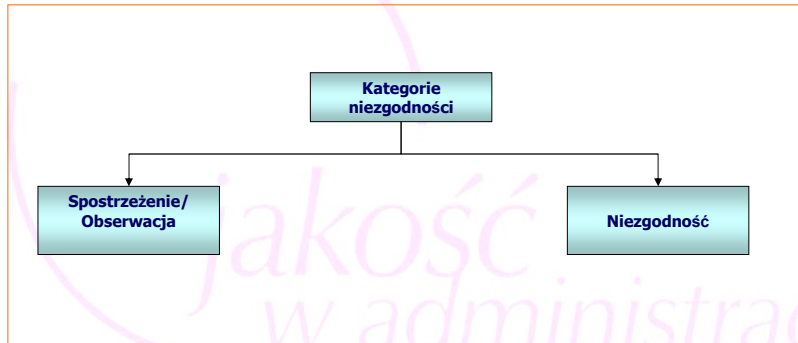 Kategorie
niezgodności
Spostrzeżenie/
Obserwacja
Niezgodność
jakość
w administrac